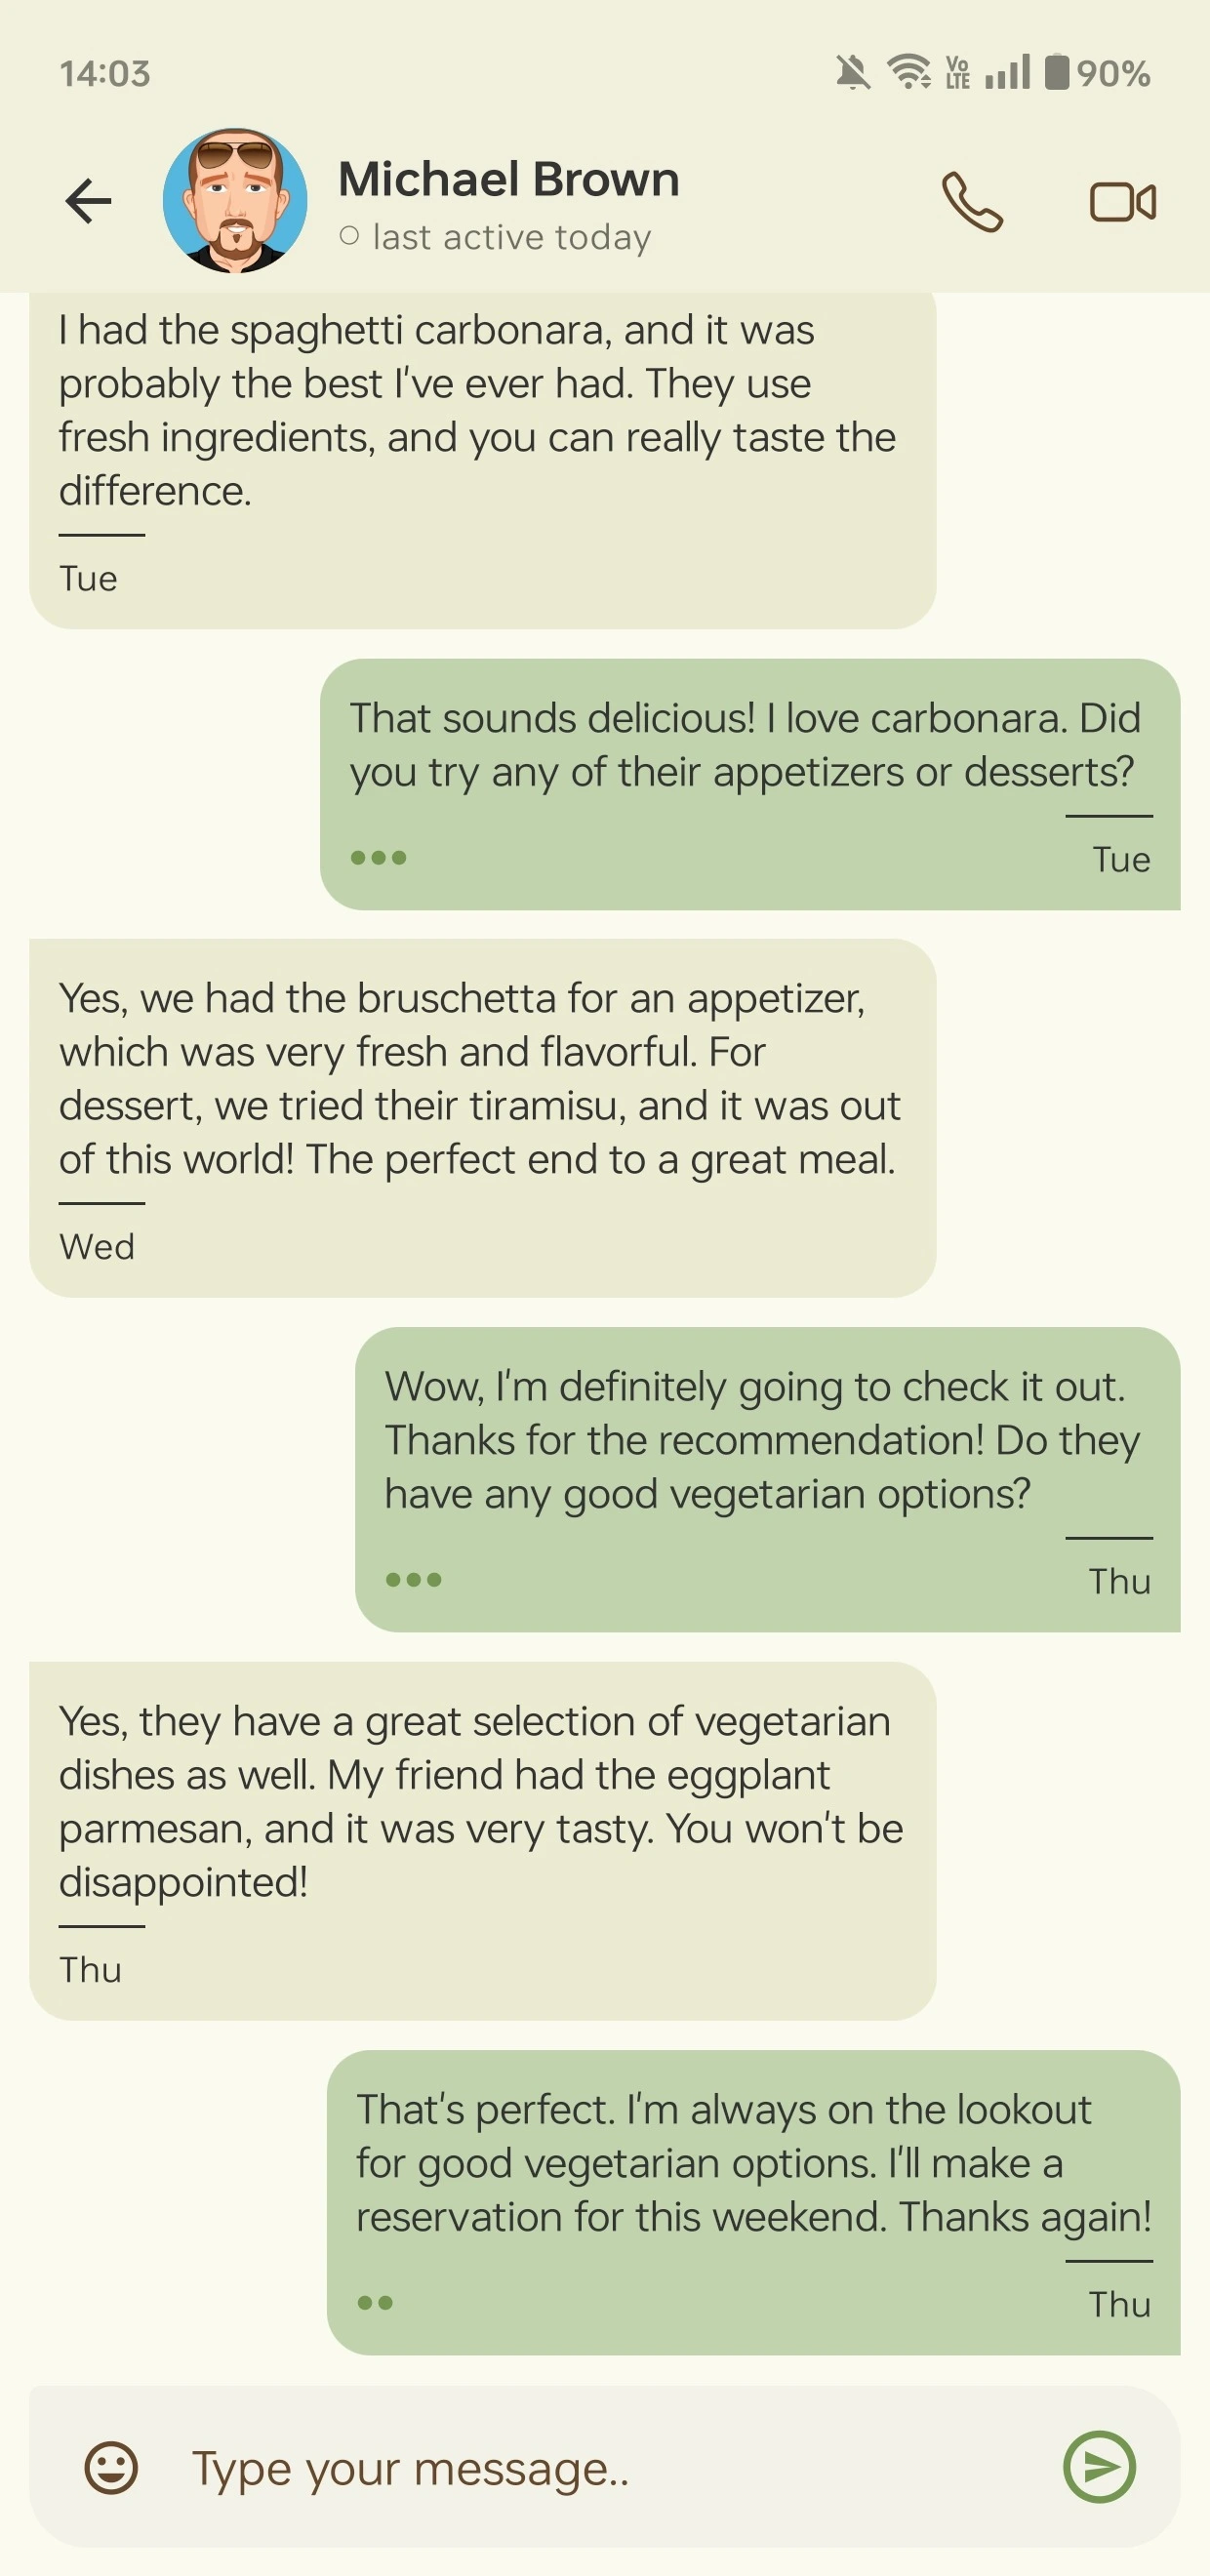 14:03
Vo
LTE
90%
Michael Brown
last active today
I had the spaghetti carbonara, and it was
probably the best I've ever had. They use
fresh ingredients, and you can really taste the
difference.
Tue
That sounds delicious! I love carbonara. Did
you try any of their appetizers or desserts?
Tue
Yes, we had the bruschetta for an appetizer,
which was very fresh and flavorful. For
dessert, we tried their tiramisu, and it was out
of this world! The perfect end to a great meal.
Wed
Wow, I'm definitely going to check it out.
Thanks for the recommendation! Do they
have any good vegetarian options?
Thu
Yes, they have a great selection of vegetarian
dishes as well. My friend had the eggplant
parmesan, and it was very tasty. You won't be
disappointed!
Thu
That's perfect. I'm always on the lookout
for good vegetarian options. I'll make a
reservation for this weekend. Thanks again!
Thu
Type your message..